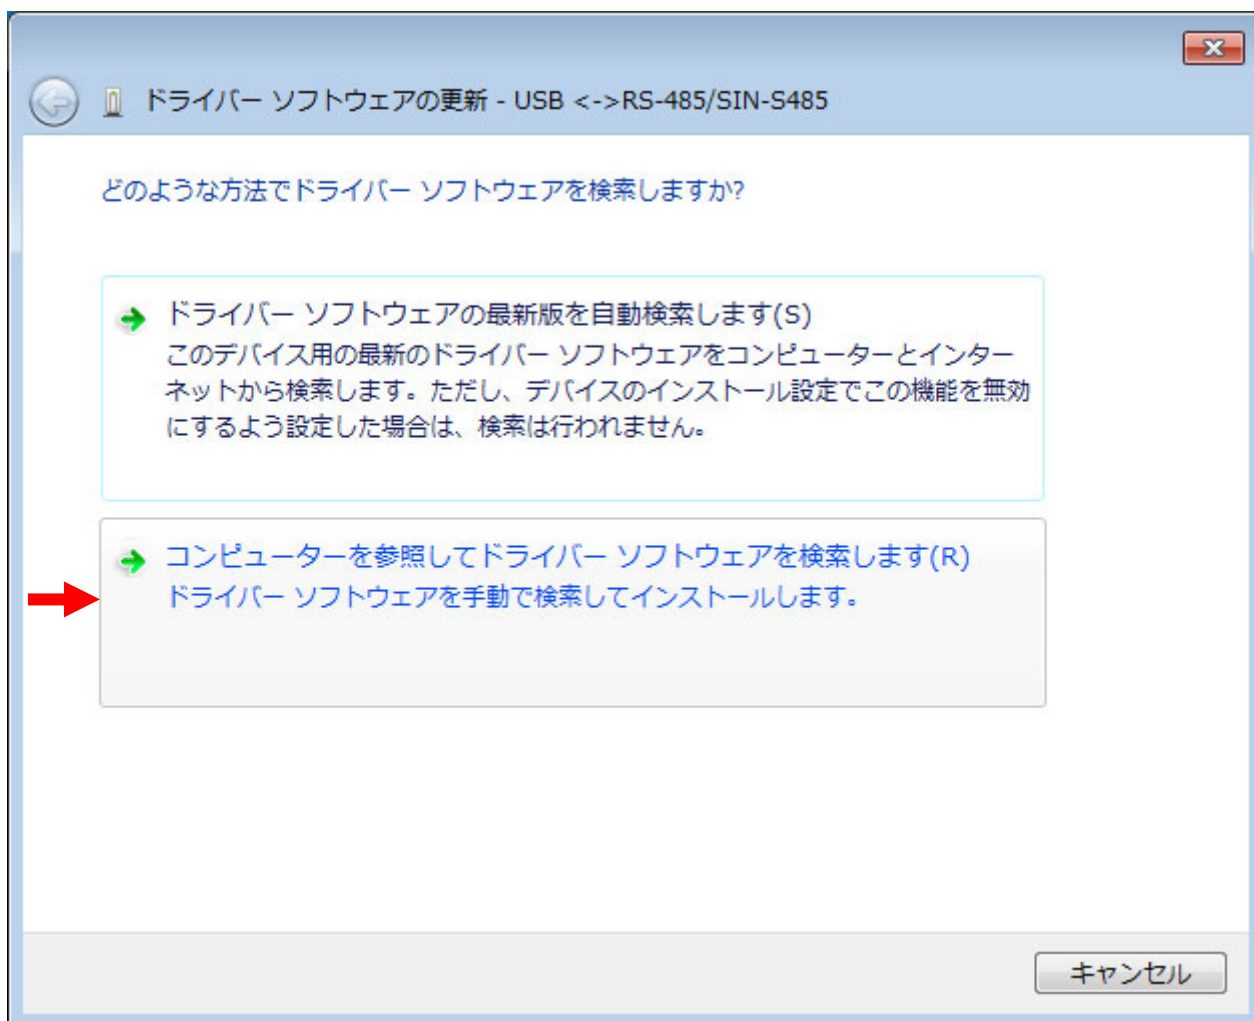 ドライバー ソフトウェアの更新 - USB <->RS-485/SIN-S485
どのような方法でドライバー ソフトウェアを検索しますか?
ドライバー ソフトウェアの最新版を自動検索します(S)
このデバイス用の最新のドライバー ソフトウェアをコンピューターとインター
ネットから検索します。ただし、デバイスのインストール設定でこの機能を無効
にするよう設定した場合は、検索は行われません。
コンピューターを参照してドライバー ソフトウェアを検索します(R)
ドライバー ソフトウェアを手動で検索してインストールします。
キャンセル